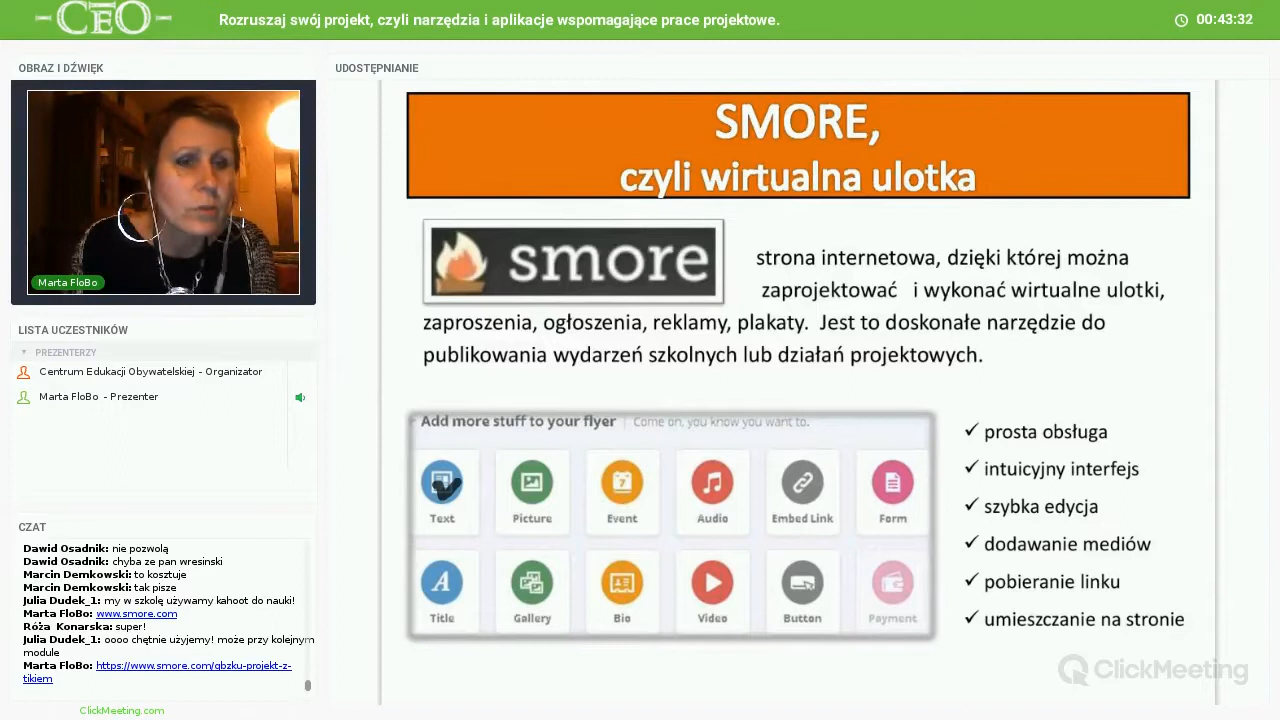 CEO
Rozruszaj swój projekt, czyli narzędzia i aplikacje wspomagające prace projektowe.
00:43:32
OBRAZ I DŹWIĘK
Marta FloBo
LISTA UCZESTNIKÓW
PREZENTERZY
Centrum Edukacji Obywatelskiej - Organizator
Marta FloBo - Prezenter
CZAT
Dawid Osadnik: nie pozwolą
Dawid Osadnik: chyba ze pan wresinski
Marcin Demkowski: to kosztuje
Marcin Demkowski: tak pisze
Julia Dudek_1: my w szkolę używamy kahoot do nauki!
Marta FloBo: www.smore.com
Róża Konarska: super!
Julia Dudek_1: oooo chętnie użyjemy! może przy kolejnym
module
Marta FloBo: https://www.smore.com/qbzku-projekt-z-
tikiem
ClickMeeting.com
UDOSTĘPNIANIE
SMORE,
czyli wirtualna ulotka
smore
strona internetowa, dzięki której można
zaprojektować i wykonać wirtualne ulotki,
zaproszenia, ogłoszenia, reklamy, plakaty. Jest to doskonałe narzędzie do
publikowania wydarzeń szkolnych lub działań projektowych.
Add more stuff to your flyer | Come on, you know you want to.
Text Picture Event Audio Embed Link Form
Title Gallery Bio Video Button Payment
✓ prosta obsługa
✓ intuicyjny interfejs
✓ szybka edycja
✓ dodawanie mediów
✓ pobieranie linku
✓ umieszczanie na stronie
ClickMeeting